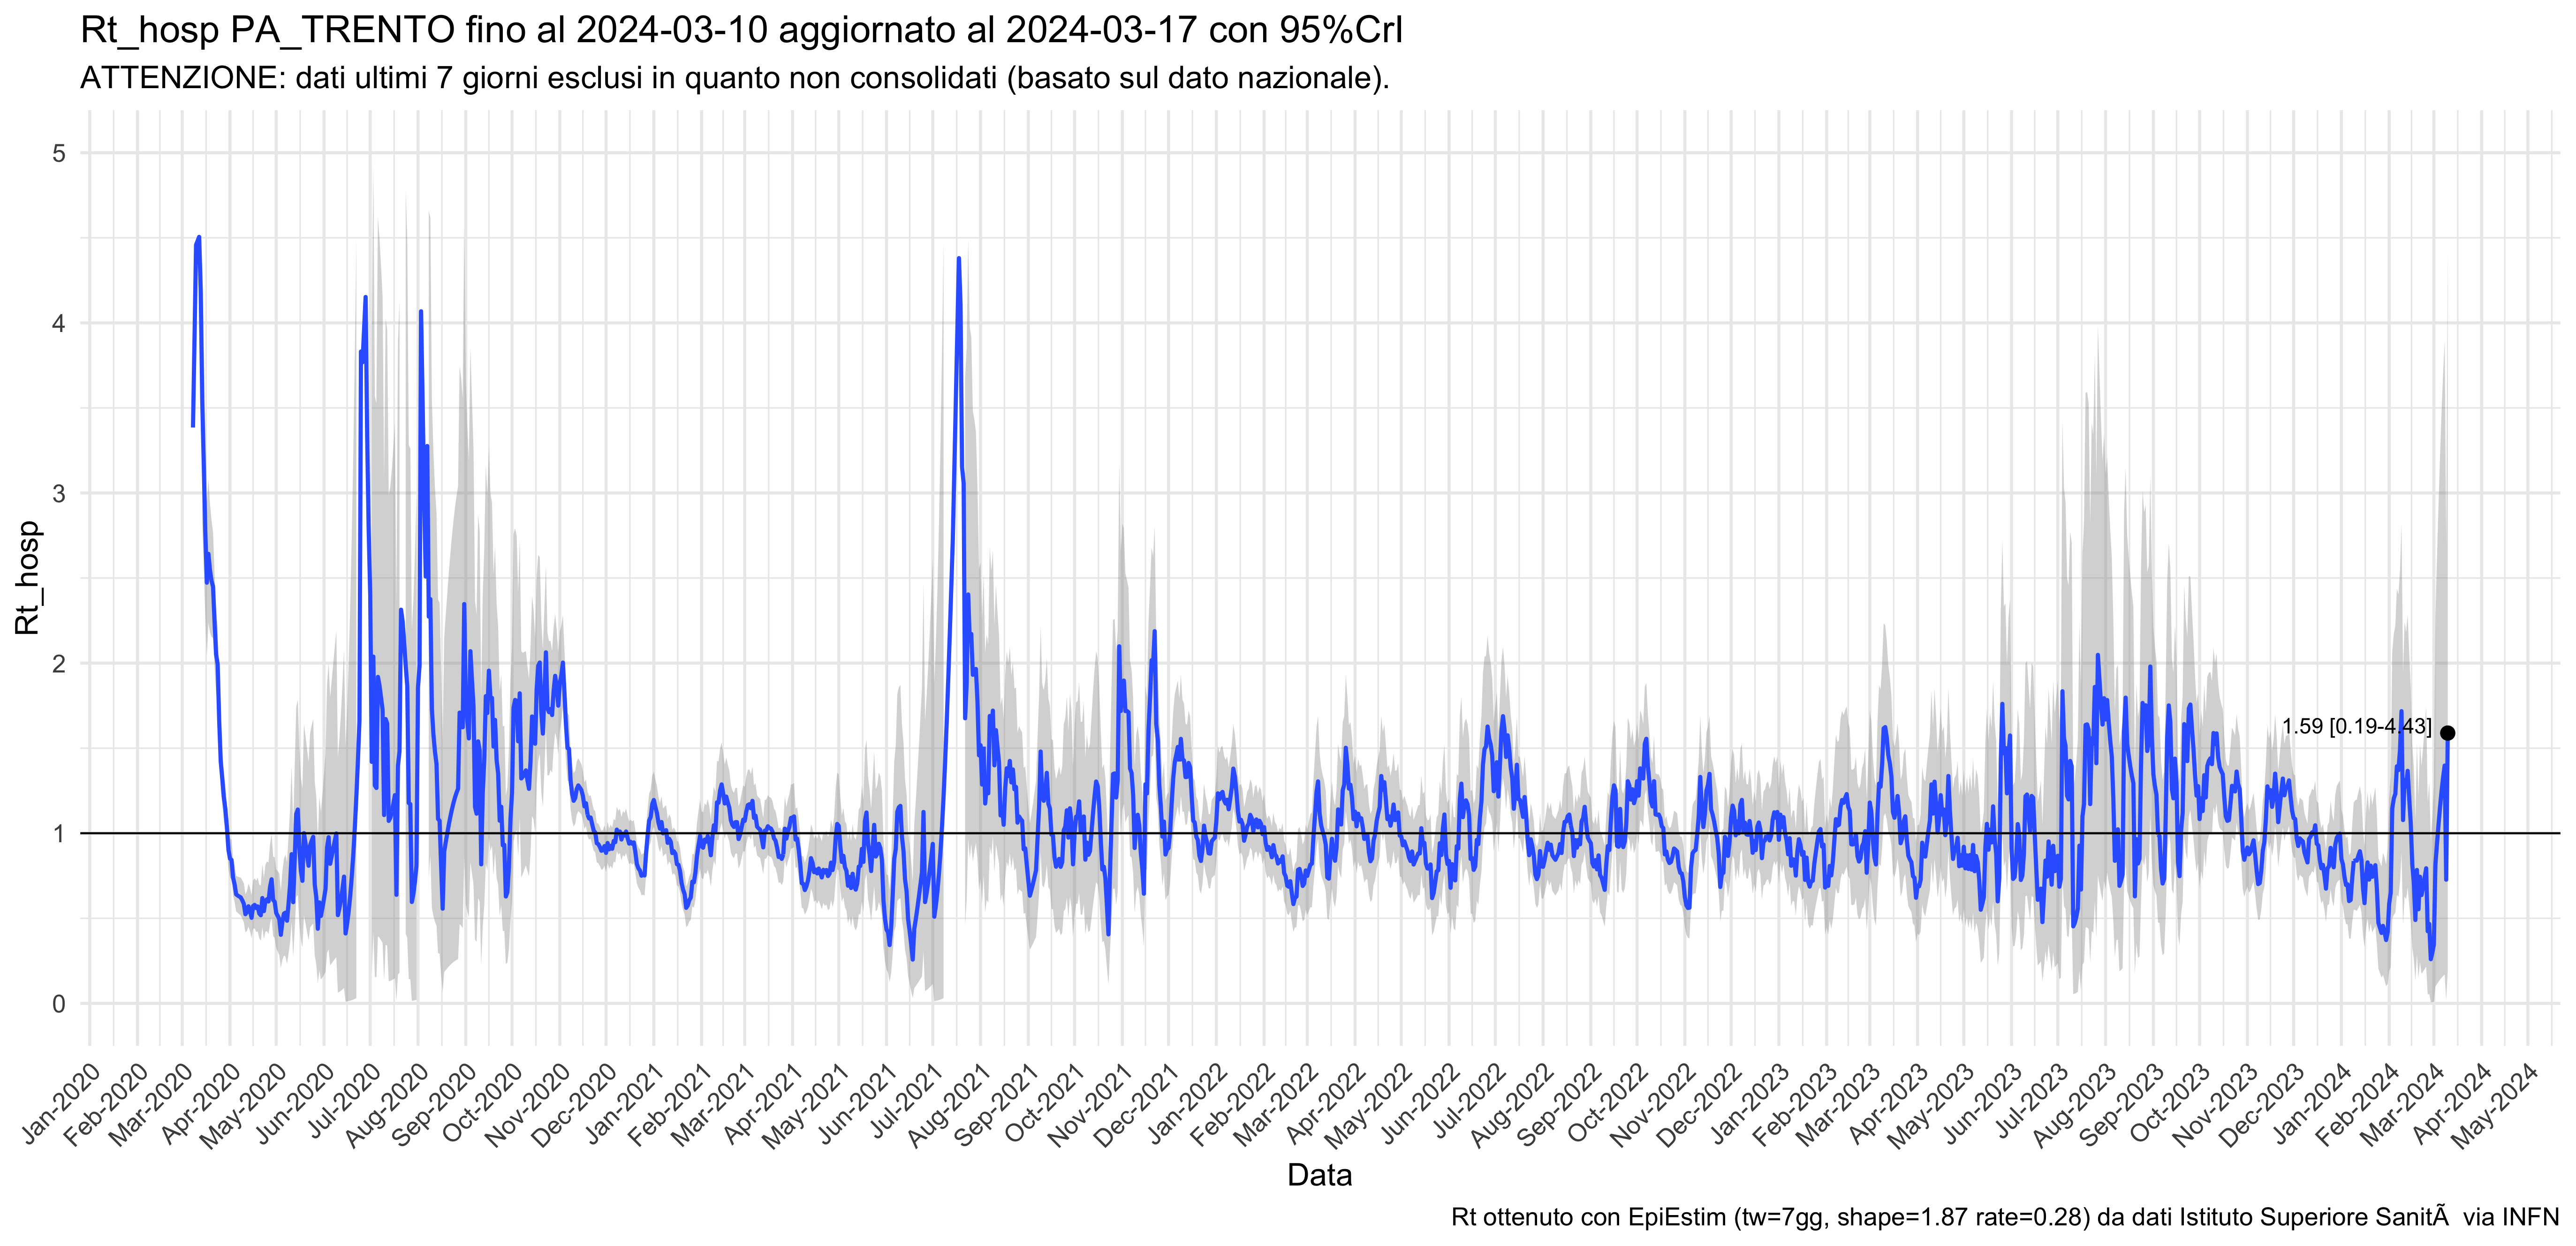 Rt_hosp PA_TRENTO fino al 2024-03-10 aggiornato al 2024-03-17 con 95%CrI
ATTENZIONE: dati ultimi 7 giorni esclusi in quanto non consolidati (basato sul dato nazionale).
5
4
3
2
1
0
Rt_hosp
1.59 [0.19-4.43]
Jan-2020
Feb-2020
Mar-2020
Apr-2020
May-2020
Jun-2020
Jul-2020
Aug-2020
Sep-2020
Oct-2020
Nov-2020
Dec-2020
Jan-2021
Feb-2021
Mar-2021
Apr-2021
May-2021
Jun-2021
Jul-2021
Aug-2021
Sep-2021
Oct-2021
Nov-2021
Dec-2021
Jan-2022
Feb-2022
Mar-2022
Apr-2022
May-2022
Jun-2022
Jul-2022
Aug-2022
Sep-2022
Oct-2022
Nov-2022
Dec-2022
Jan-2023
Feb-2023
Mar-2023
Apr-2023
May-2023
Jun-2023
Jul-2023
Aug-2023
Sep-2023
Oct-2023
Nov-2023
Dec-2023
Jan-2024
Feb-2024
Mar-2024
Apr-2024
May-2024
Data
Rt ottenuto con EpiEstim (tw=7gg, shape=1.87 rate=0.28) da dati Istituto Superiore SanitÃ  via INFN